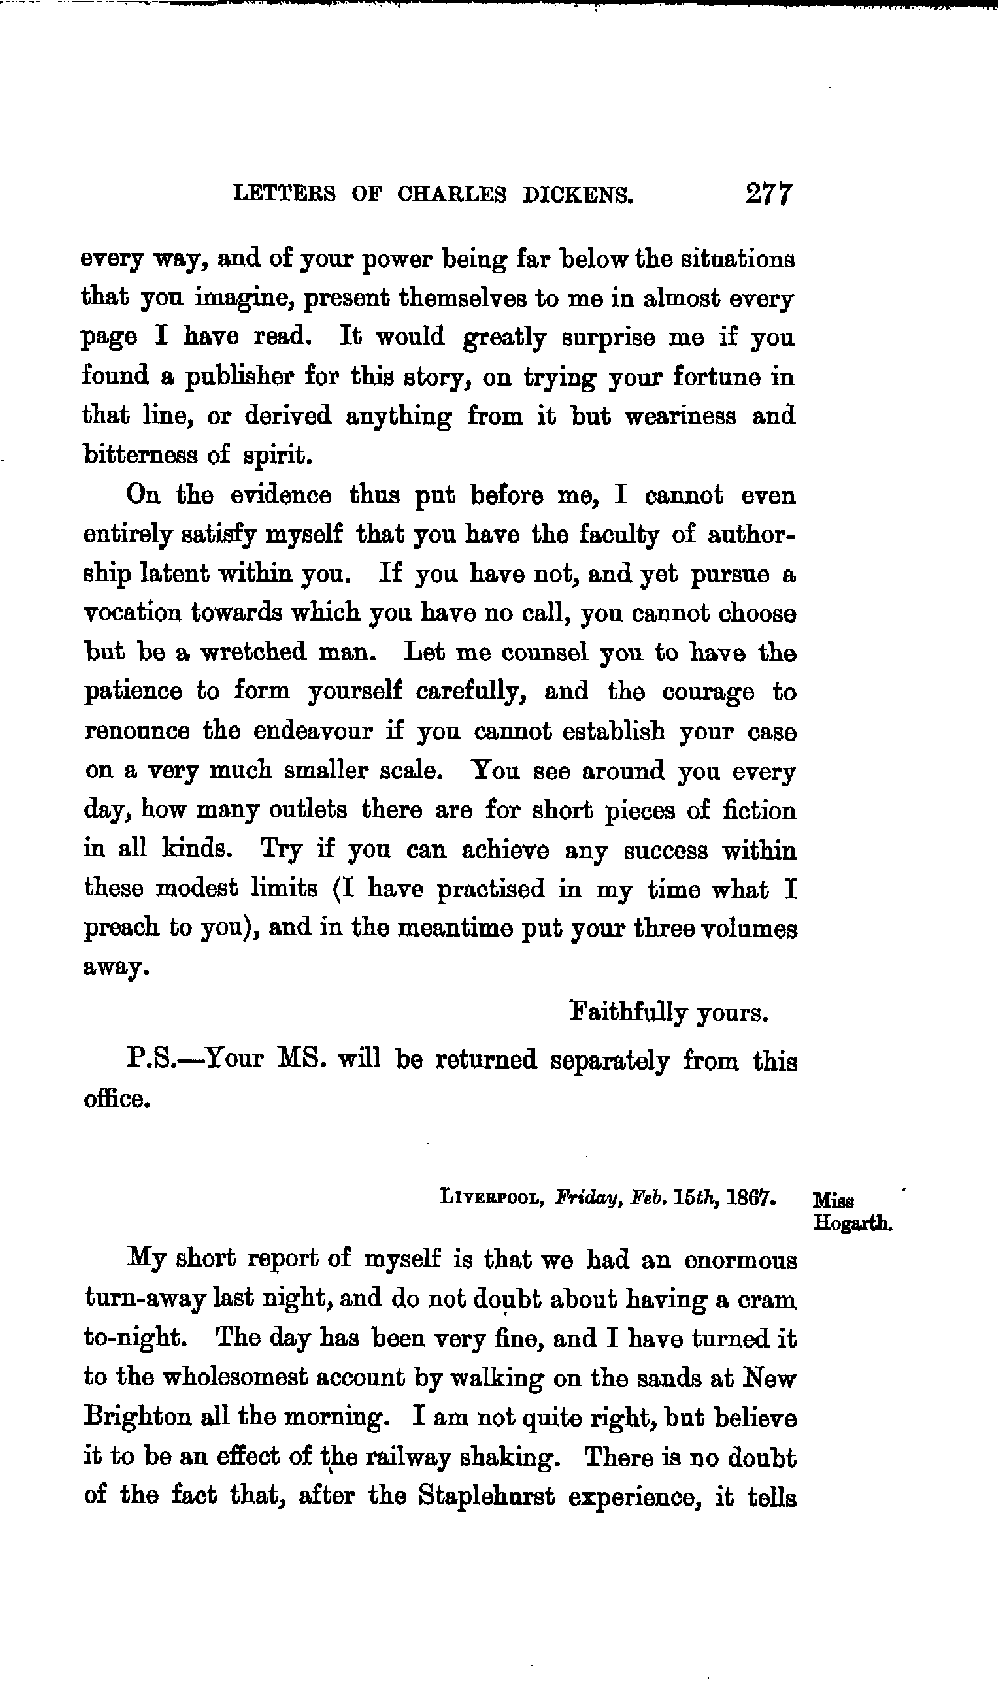 LETTERS OF CHARLES DICKENS. 277
every way, and of your power being far below the situations
that you imagine, present themselves to me in almost every
page I have read. It would greatly surprise me if you
found a publisher for this story, on trying your fortune in
that line, or derived anything from it but weariness and
bitterness of spirit.
On the evidence thus put before me, I cannot even
entirely satisfy myself that you have the faculty of author-
ship latent within you. If you have not, and yet pursue a
vocation towards which you have no call, you cannot choose
but be a wretched man. Let me counsel you to have the
patience to form yourself carefully, and the courage to
renounce the endeavour if you cannot establish your case
on a very much smaller scale. You see around you every
day, how many outlets there are for short pieces of fiction
in all kinds. Try if you can achieve any success within
these modest limits (I have practised in my time what I
preach to you), and in the meantime put your three volumes
away.
Faithfully yours.
P.S.—Your MS. will be returned separately from this
office.
LIVERPOOL, Friday, Feb. 15th, 1867. Miss
Hogarth.
My short report of myself is that we had an enormous
turn-away last night, and do not doubt about having a cram
to-night. The day has been very fine, and I have turned it
to the wholesomest account by walking on the sands at New
Brighton all the morning. I am not quite right, but believe
it to be an effect of the railway shaking. There is no doubt
of the fact that, after the Staplehurst experience, it tells